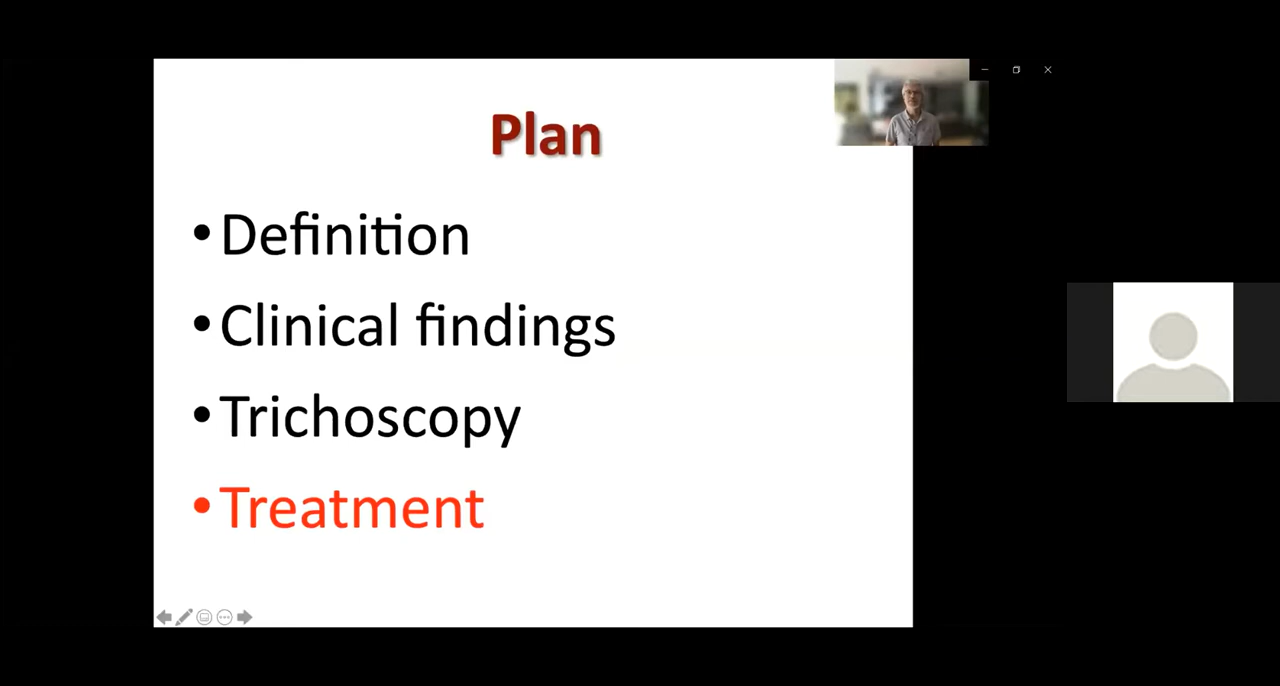 Plan
•Definition
•Clinical findings
•Trichoscopy
•Treatment